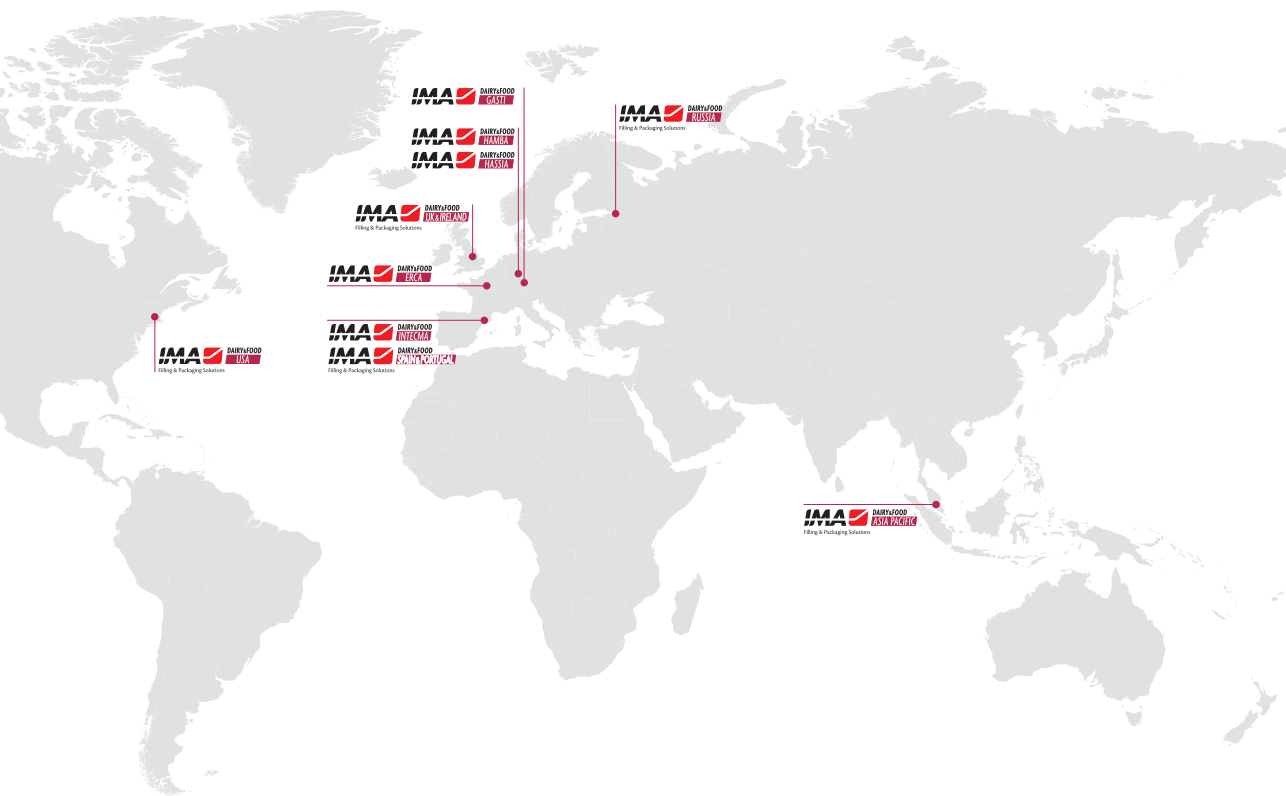 IMA DAIRY&FOOD
GASTI
IMA DAIRY&FOOD
HAMBA
IMA DAIRY&FOOD
HASSIA
IMA DAIRY&FOOD
RUSSIA
Filling & Packaging Solutions
IMA DAIRY&FOOD
UK&IRELAND
Filling & Packaging Solutions
IMA DAIRY&FOOD
ERCA
IMA DAIRY&FOOD
INTECMA
IMA DAIRY&FOOD
SPAIN&PORTUGAL
Filling & Packaging Solutions
IMA DAIRY&FOOD
USA
Filling & Packaging Solutions
IMA DAIRY&FOOD
ASIA PACIFIC
Filling & Packaging Solutions